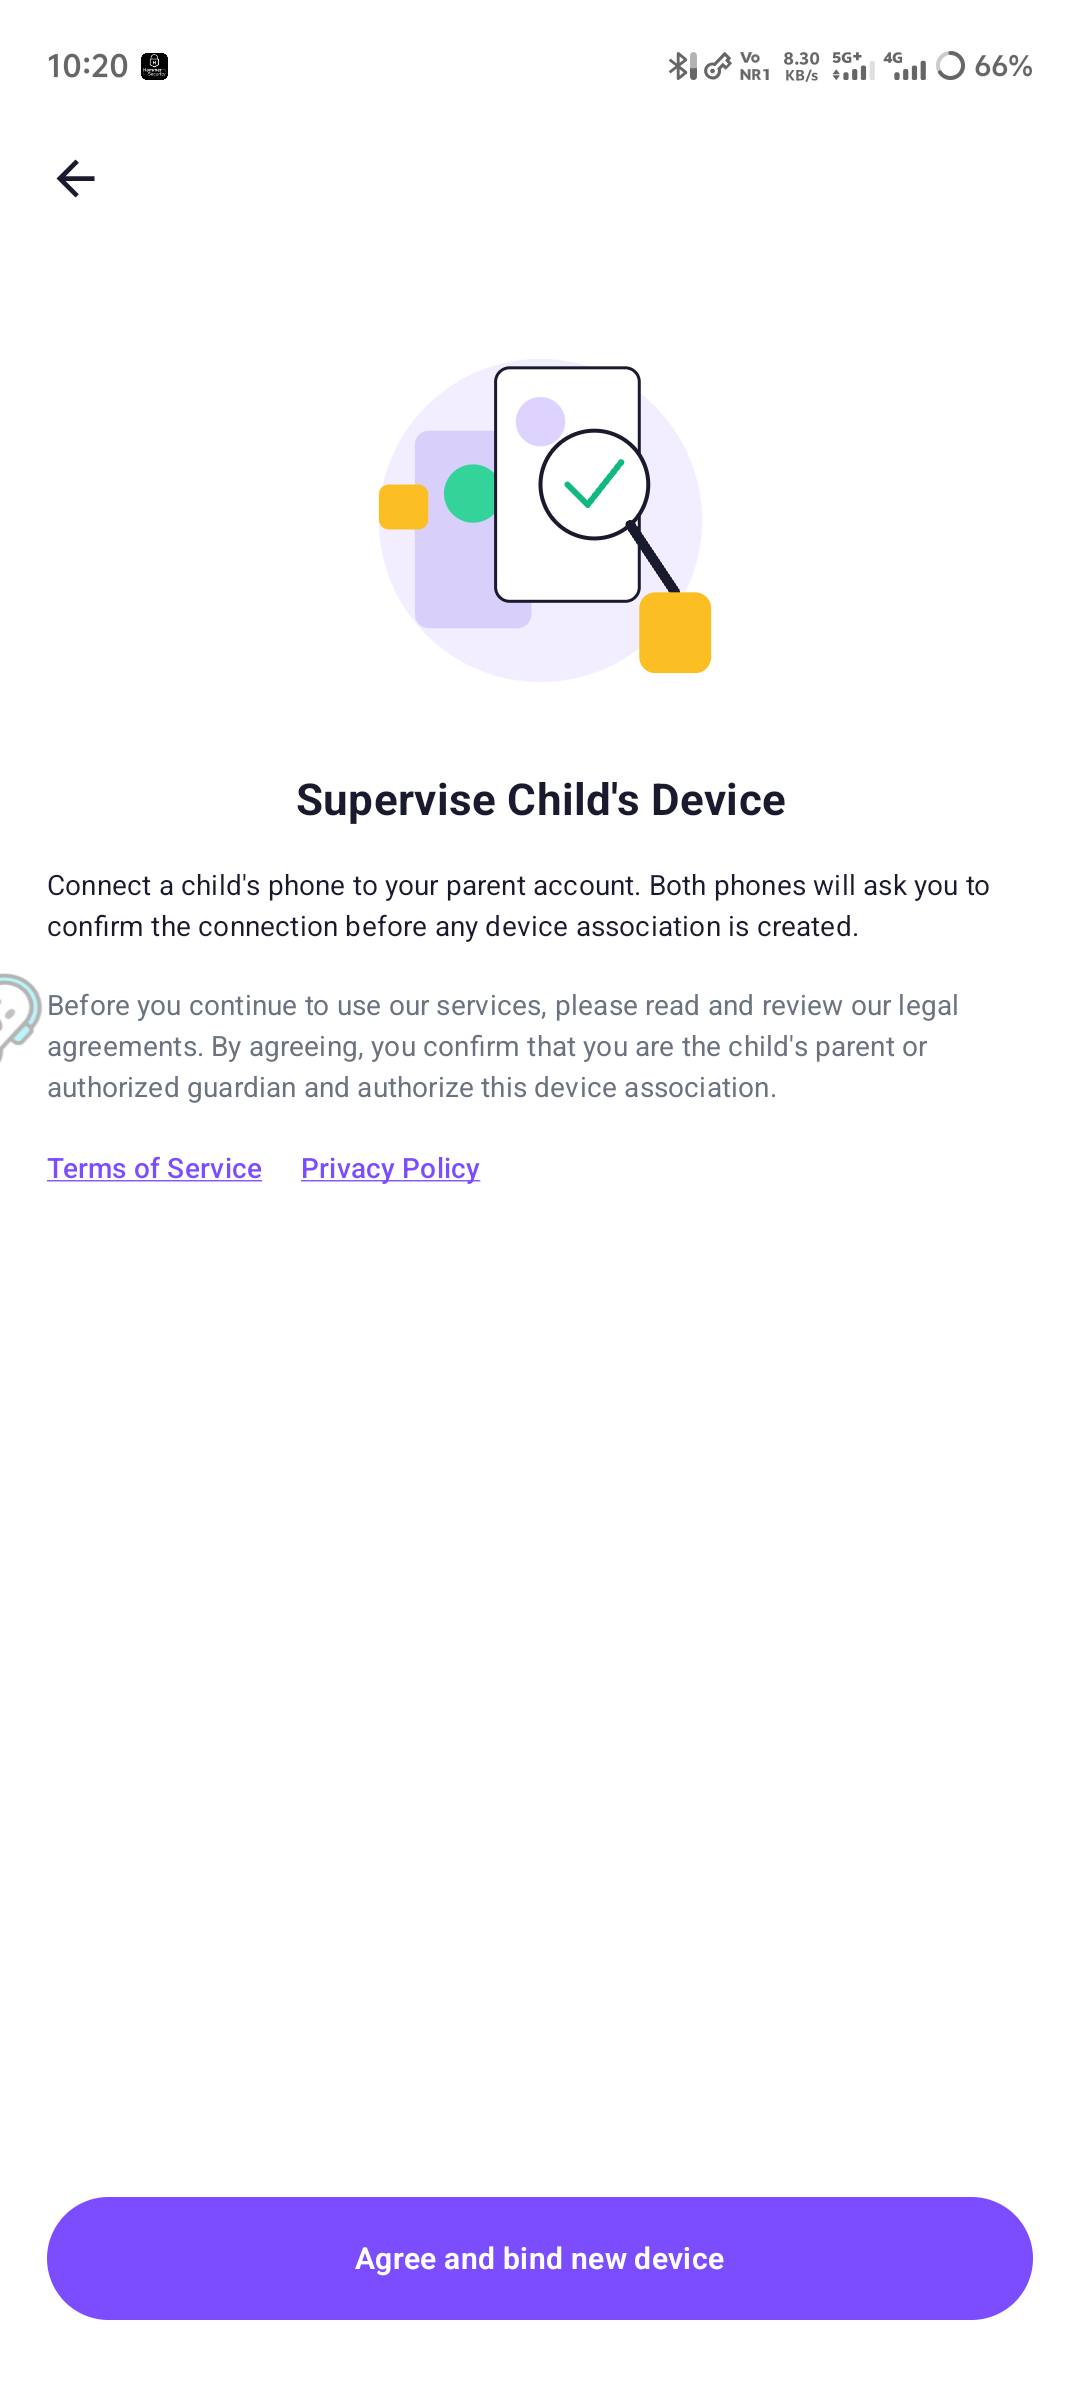 10:20
Vo
NR1
8.30
KB/s
5G+
4G
66%
Supervise Child's Device
Connect a child's phone to your parent account. Both phones will ask you to
confirm the connection before any device association is created.
Before you continue to use our services, please read and review our legal
agreements. By agreeing, you confirm that you are the child's parent or
authorized guardian and authorize this device association.
Terms of Service Privacy Policy
Agree and bind new device